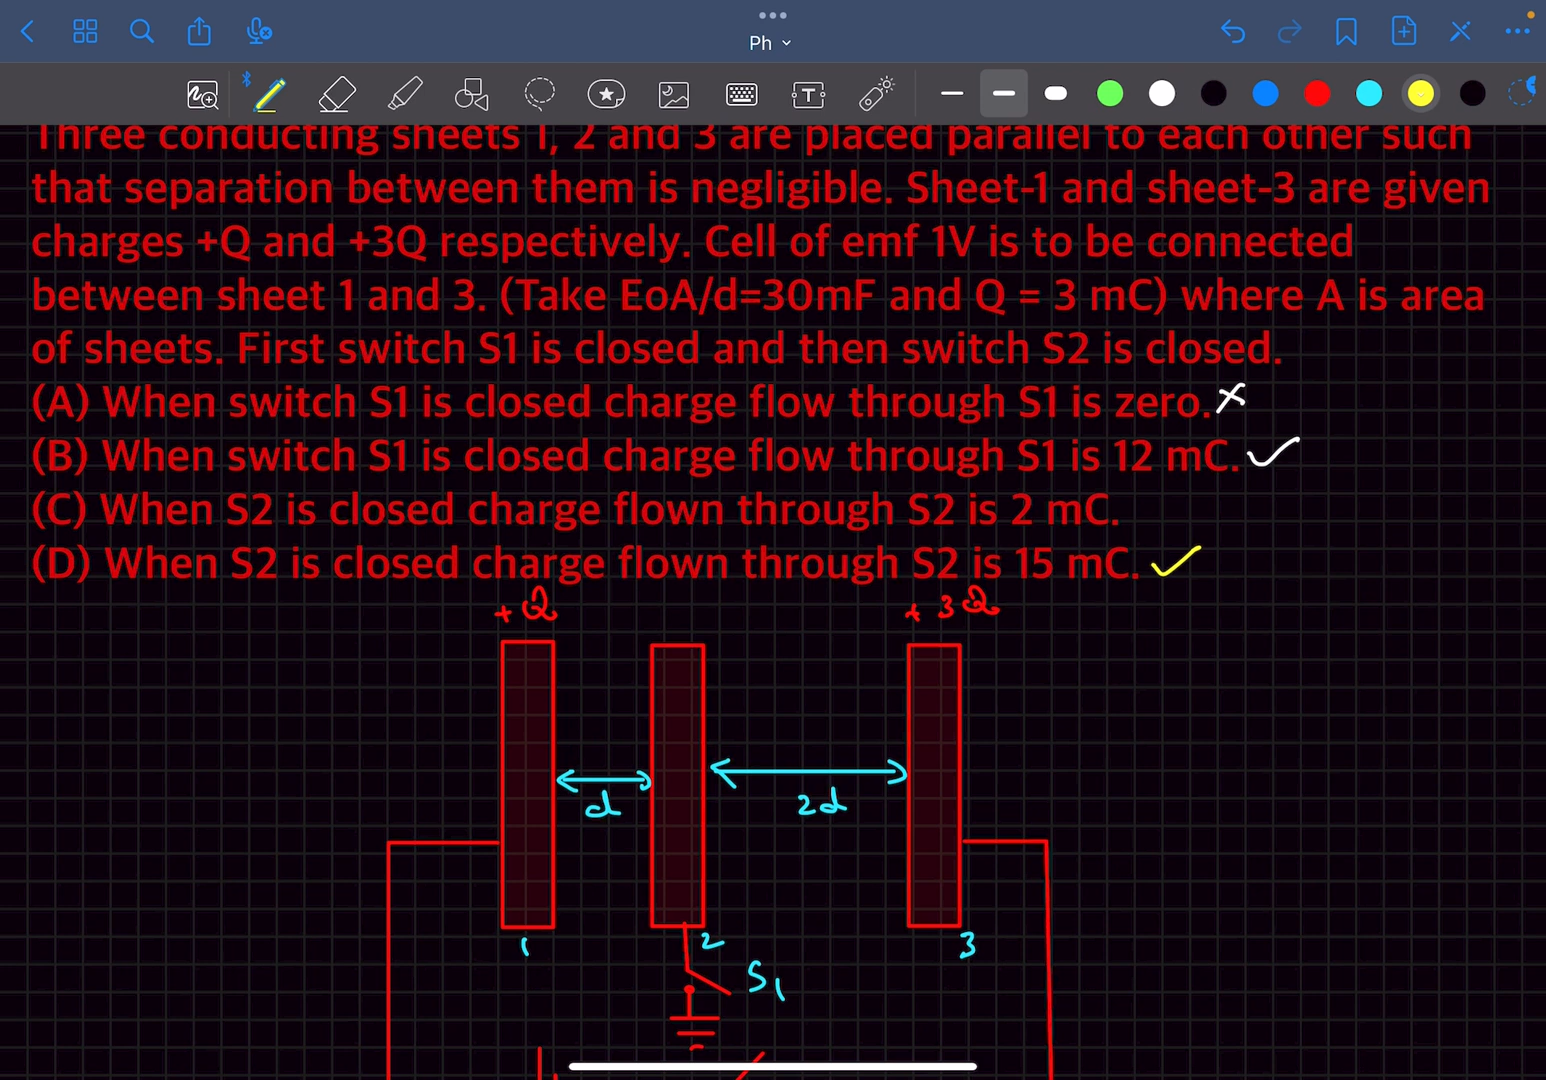 Ph
Three conducting sheets 1, 2 and 3 are placed parallel to each other such
that separation between them is negligible. Sheet-1 and sheet-3 are given
charges +Q and +3Q respectively. Cell of emf 1V is to be connected
between sheet 1 and 3. (Take EoA/d=30mF and Q = 3 mC) where A is area
of sheets. First switch S1 is closed and then switch S2 is closed.
(A) When switch S1 is closed charge flow through S1 is zero.
(B) When switch S1 is closed charge flow through S1 is 12 mC.
(C) When S2 is closed charge flown through S2 is 2 mC.
(D) When S2 is closed charge flown through S2 is 15 mC.
+Q
+3Q
d
2d
1
2
3
S1